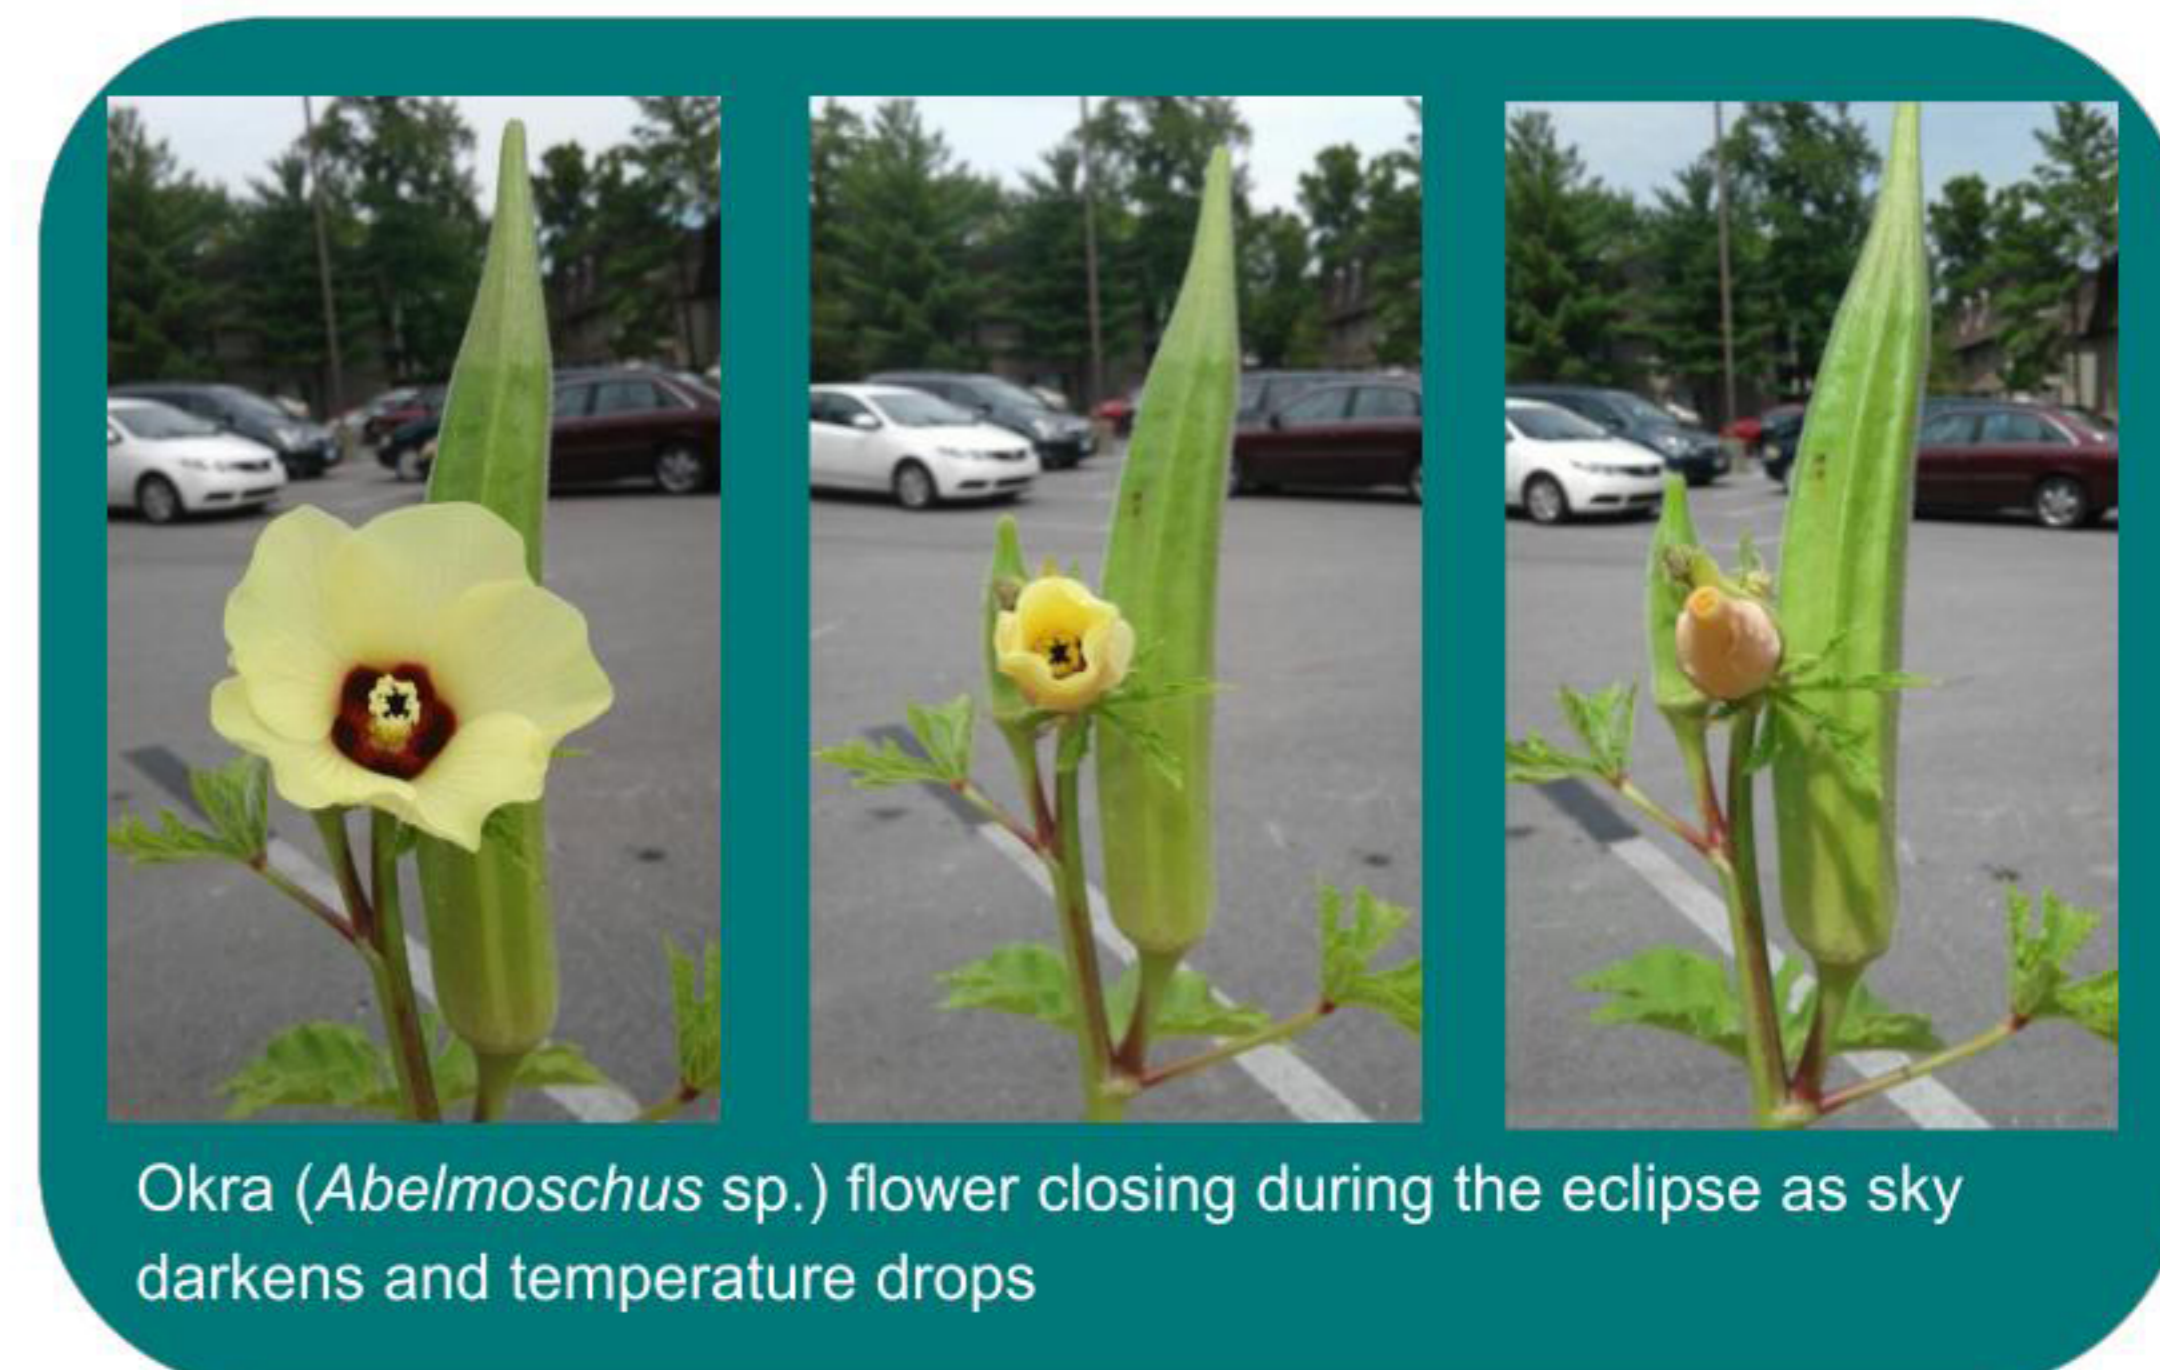 Okra (Abelmoschus sp.) flower closing during the eclipse as sky
darkens and temperature drops